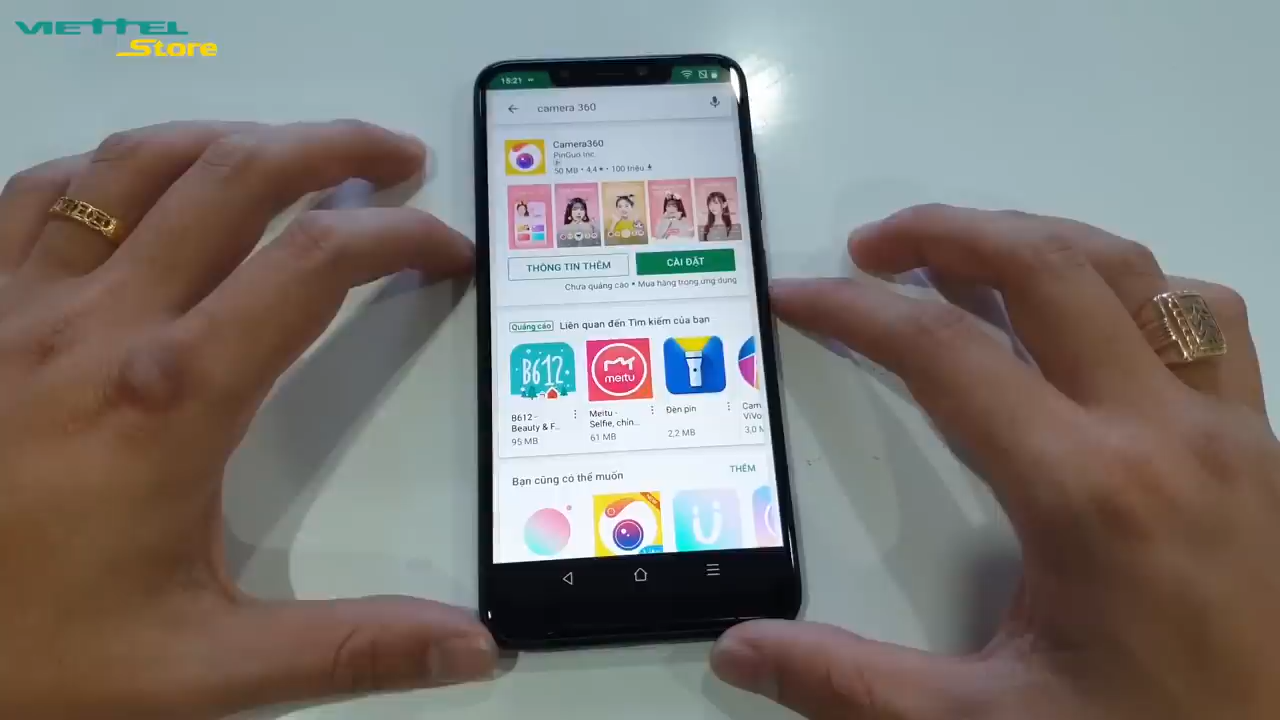 VIETTEL
Store
15:21
camera 360
Camera360
PinGuo Inc.
50 MB • 4,4 ★ • 100 triệu
THÔNG TIN THÊM
CÀI ĐẶT
Chứa quảng cáo • Mua hàng trong ứng dụng
Quảng cáo Liên quan đến Tìm kiếm của bạn
B612
meitu
B612 -
Beauty & F...
95 MB
Meitu -
Selfie, chỉn...
61 MB
Đèn pin
2,2 MB
Cam
ViVo
3,0 M
Bạn cũng có thể muốn
THÊM
NEW